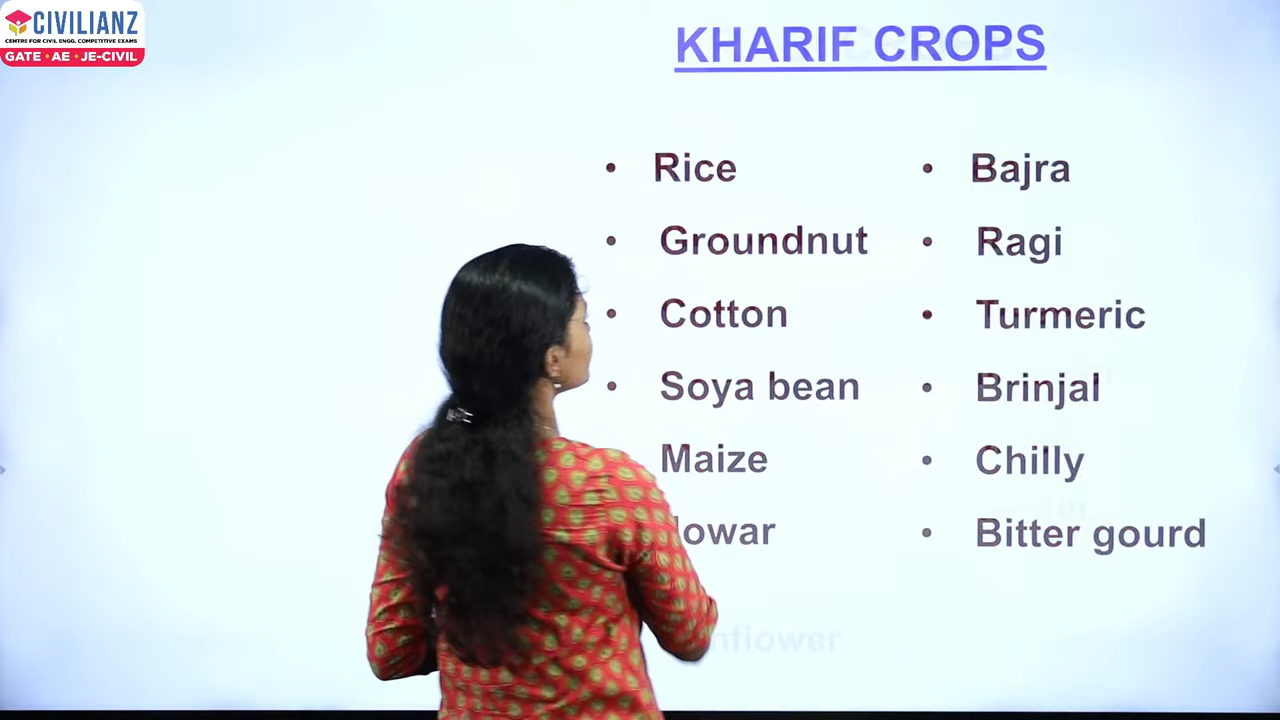 CIVILIANZ
CENTRE FOR CIVIL ENGG. COMPETITIVE EXAMS
GATE • AE • JE-CIVIL
KHARIF CROPS
• Rice
• Groundnut
• Cotton
• Soya bean
Maize
Jowar
• Bajra
• Ragi
• Turmeric
• Brinjal
• Chilly
• Bitter gourd